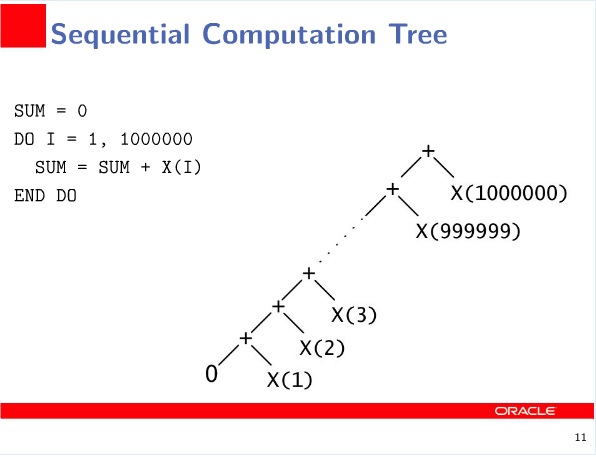 Sequential Computation Tree
SUM = 0
DO I = 1, 1000000
SUM = SUM + X(I)
END DO
+
+
X(1000000)
X(999999)
+
+
X(3)
+
X(2)
0
X(1)
ORACLE
11